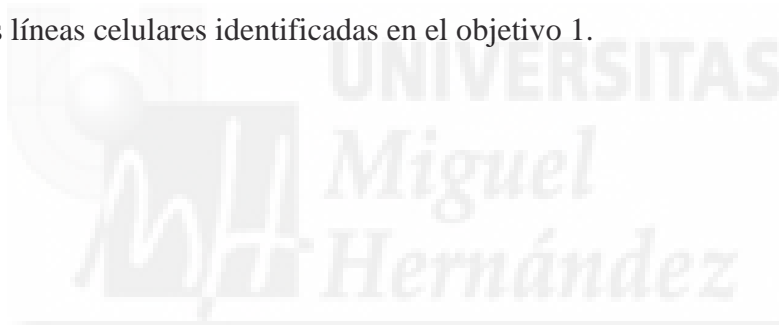 s líneas celulares identificadas en el objetivo 1.
UNIVERSITAS
Miguel
Hernández